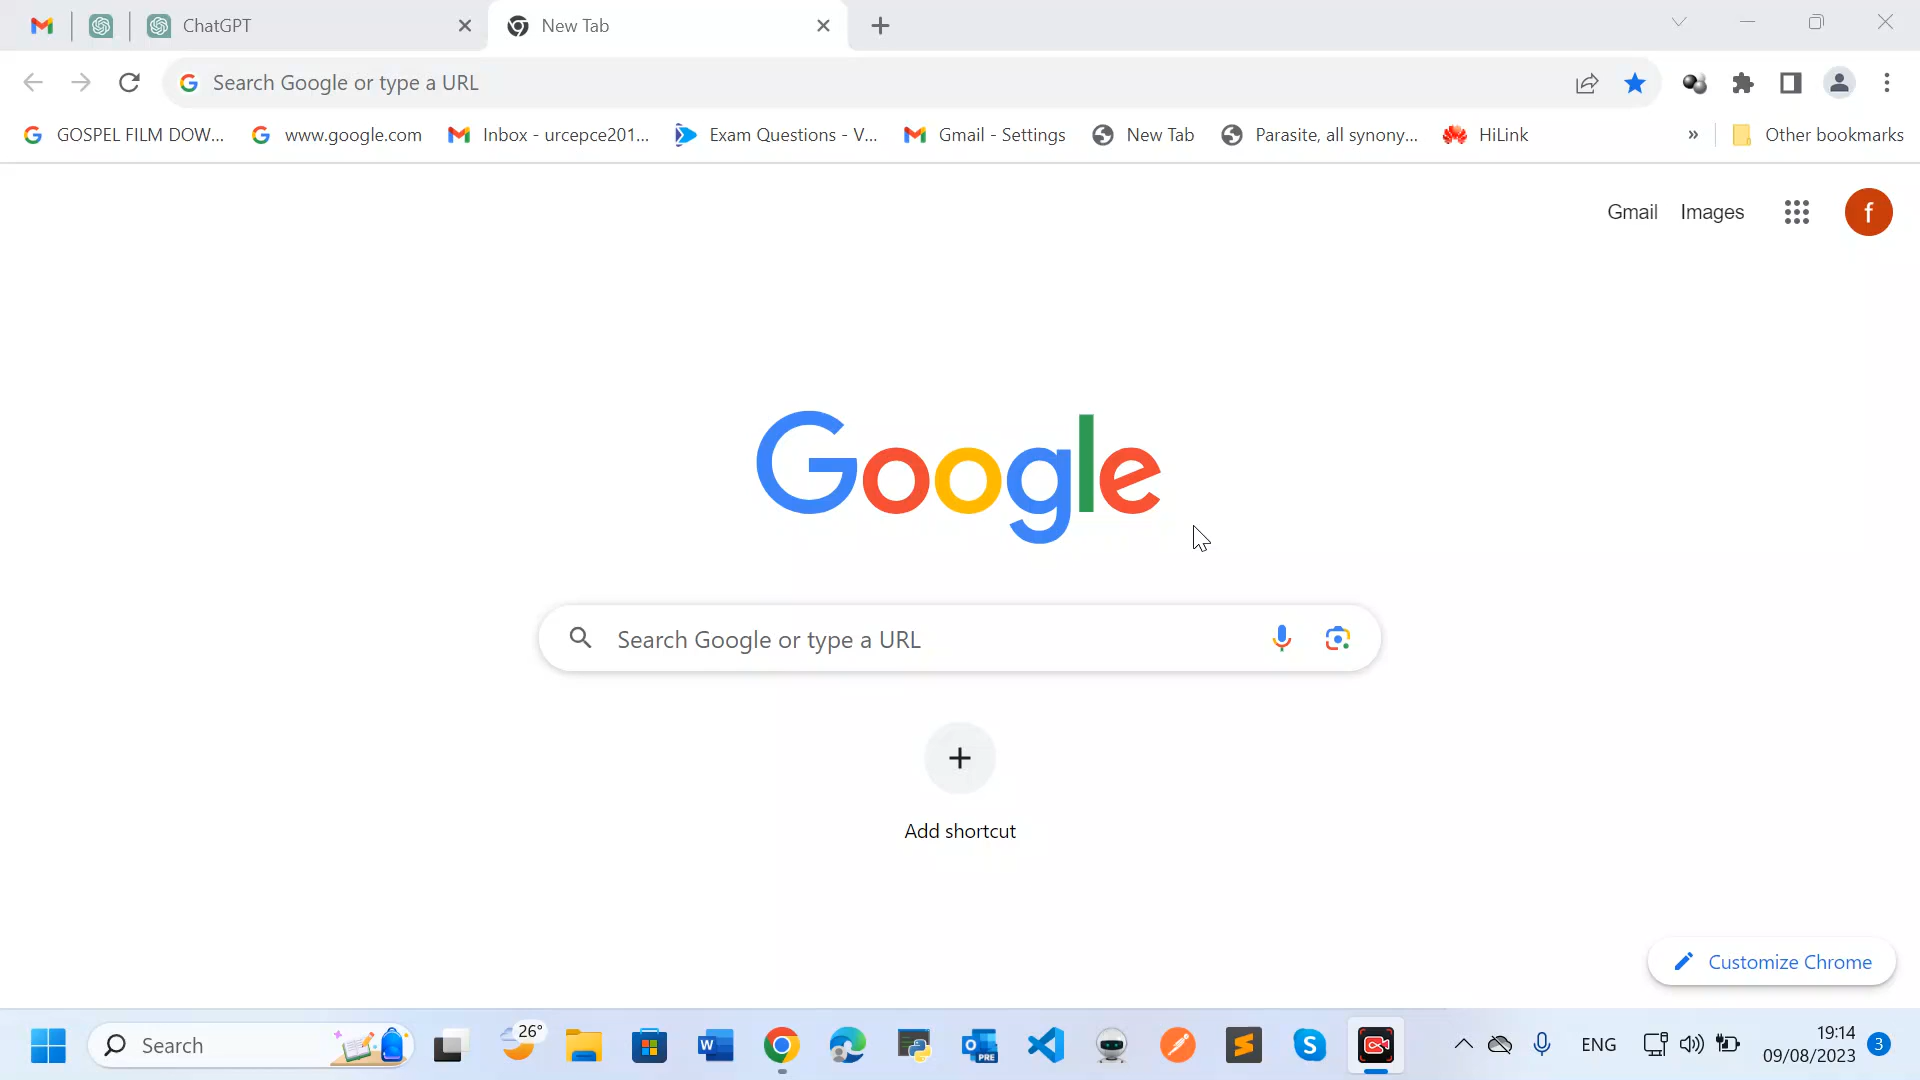 ChatGPT
New Tab
Search Google or type a URL
GOSPEL FILM DOW...
www.google.com
Inbox - urcepce201...
Exam Questions - V...
Gmail - Settings
New Tab
Parasite, all synony...
HiLink
»
Other bookmarks
Gmail
Images
f
Google
Search Google or type a URL
Add shortcut
Customize Chrome
Search
26°
W
O
PRE
S
S
ENG
19:14
09/08/2023
3